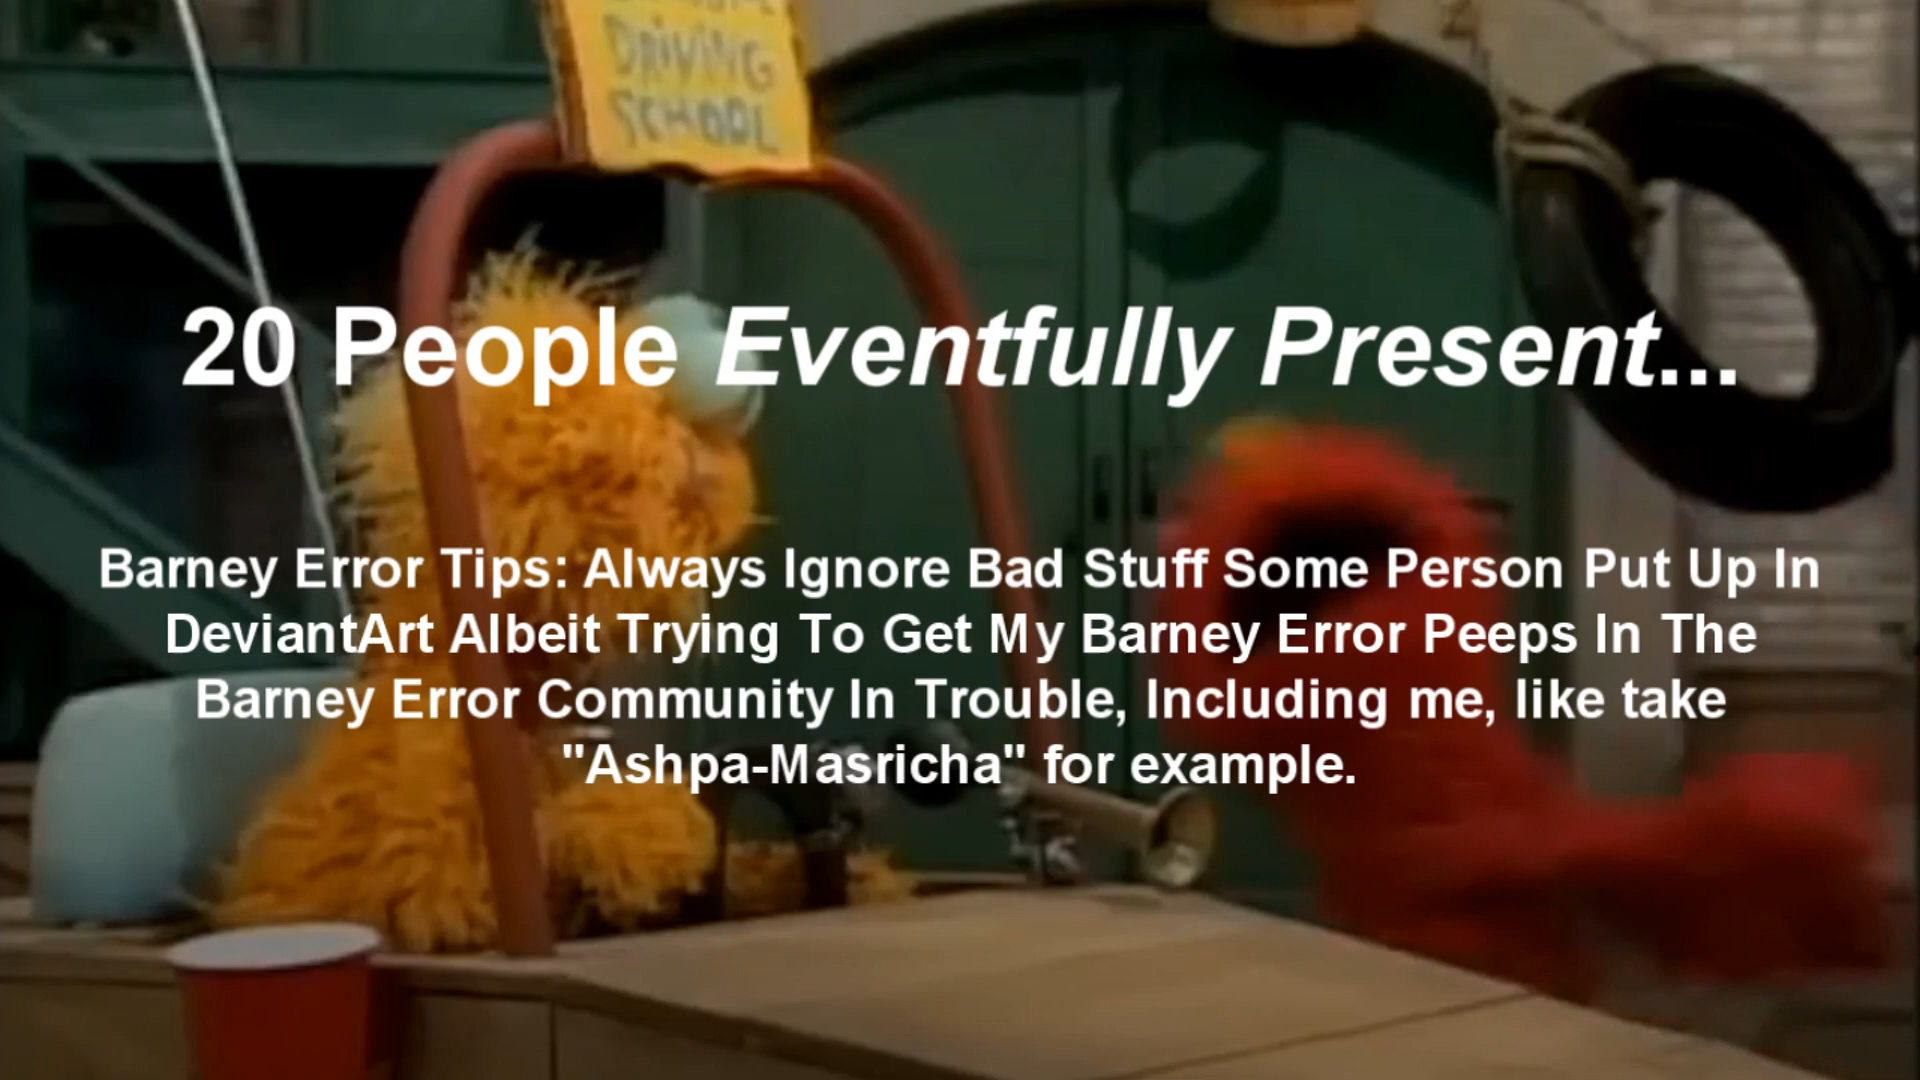 DRIVING
SCHOOL
20 People Eventfully Present...
Barney Error Tips: Always Ignore Bad Stuff Some Person Put Up In
DeviantArt Albeit Trying To Get My Barney Error Peeps In The
Barney Error Community In Trouble, Including me, like take
"Ashpa-Masricha" for example.